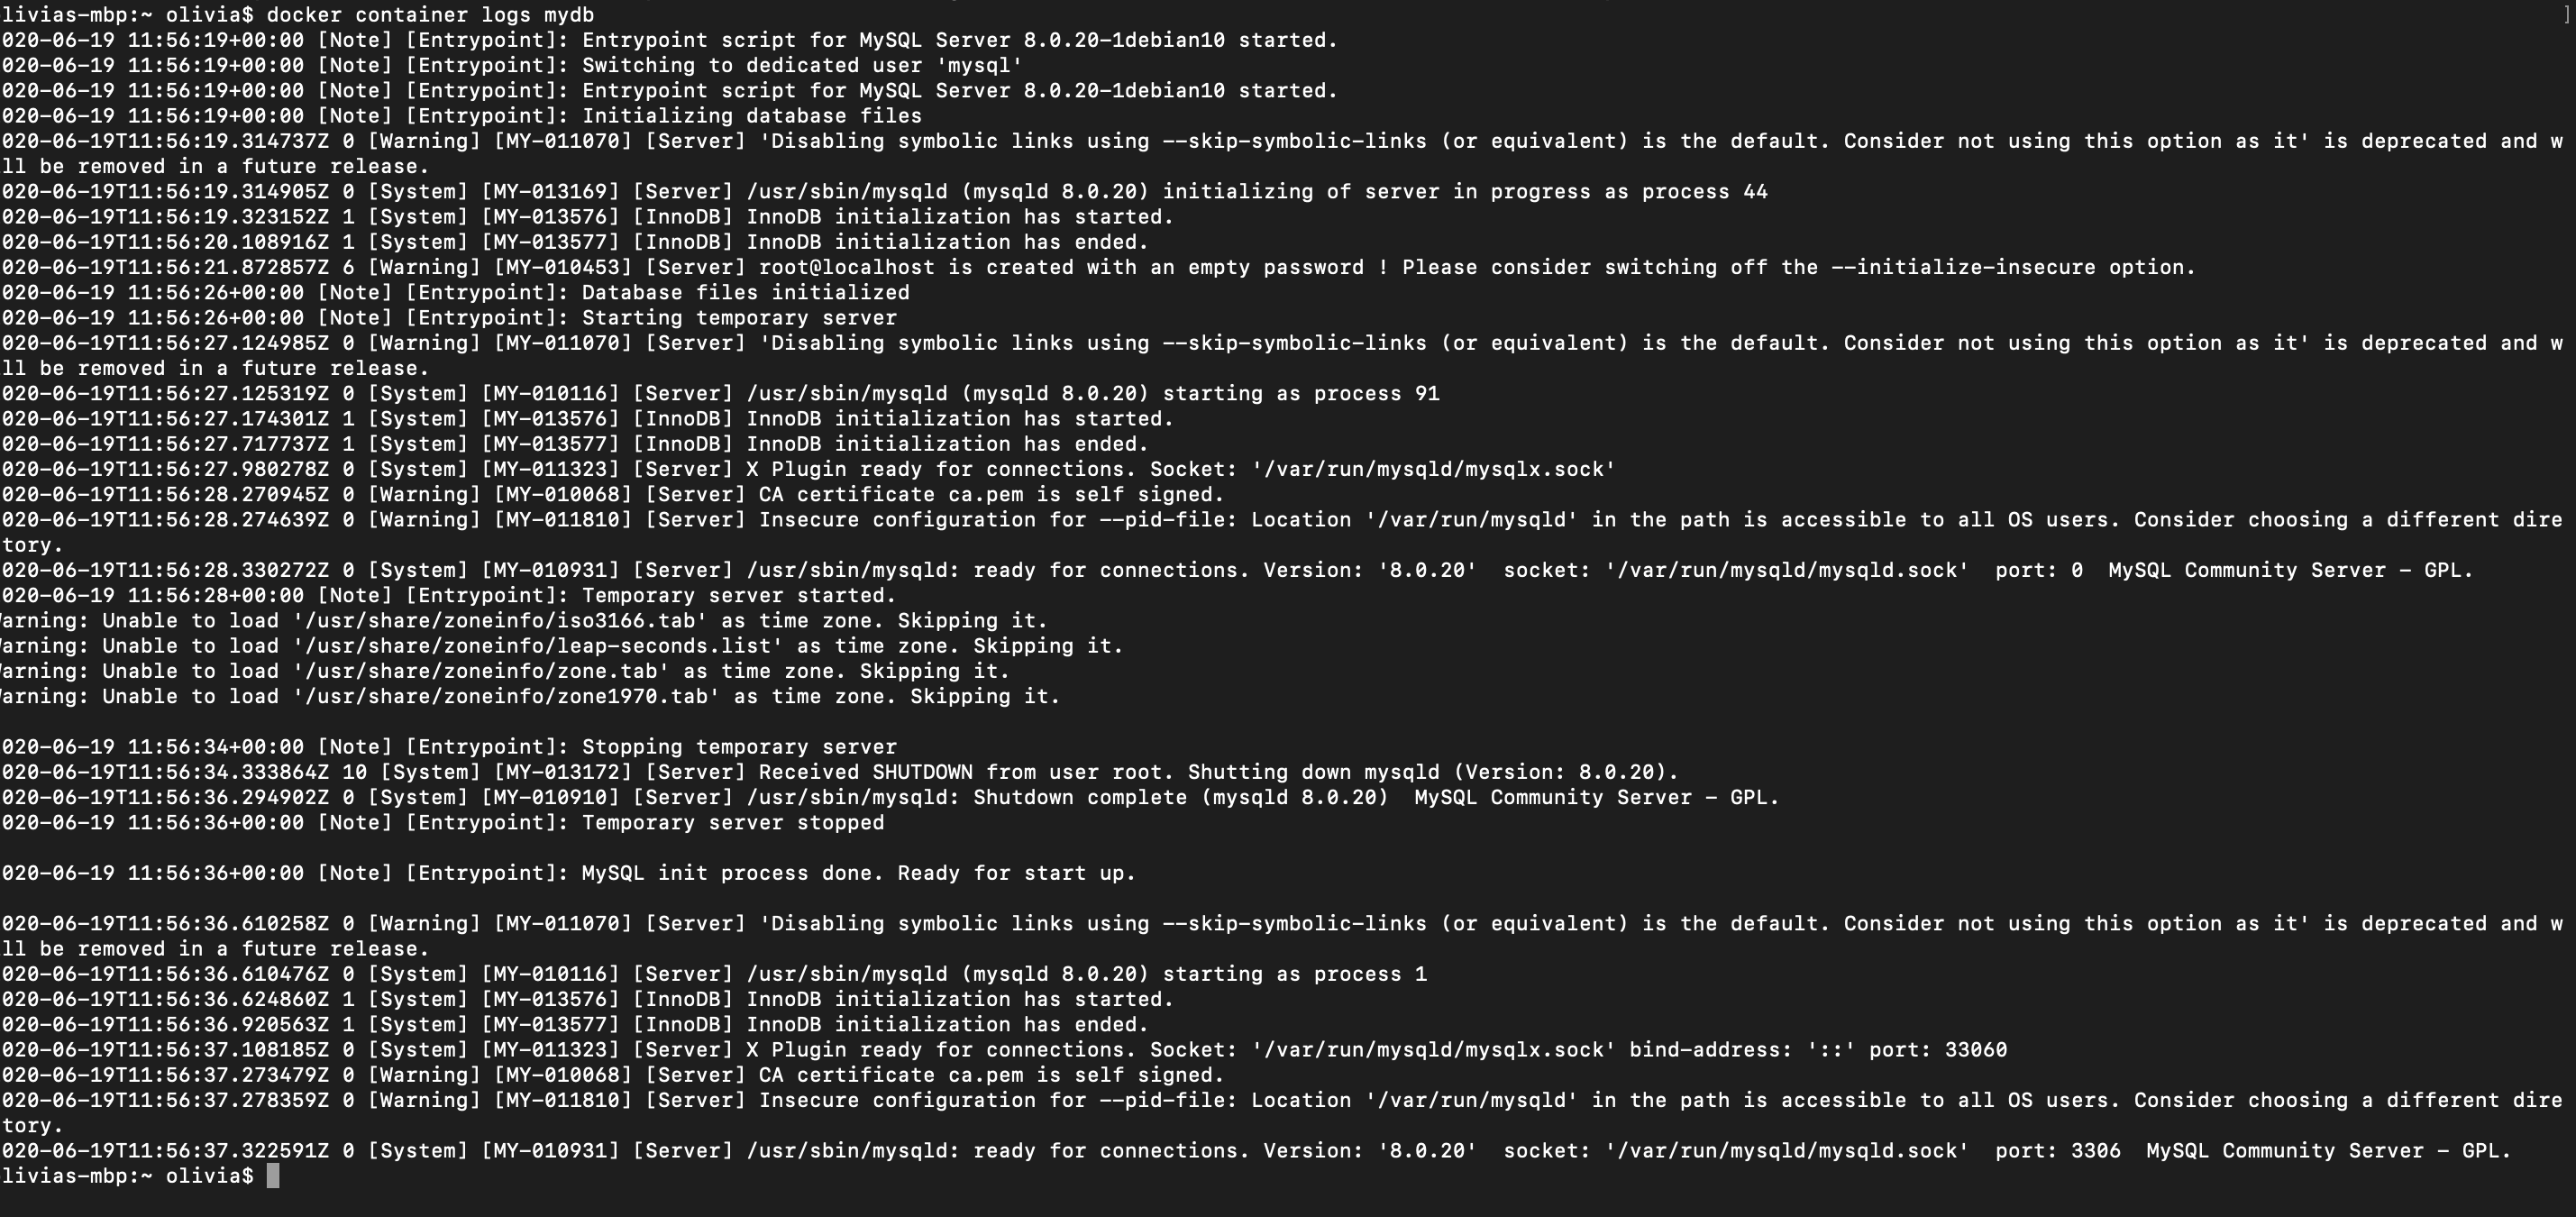 livias-mbp:~ olivia$ docker container logs mydb ]
020-06-19 11:56:19+00:00 [Note] [Entrypoint]: Entrypoint script for MySQL Server 8.0.20-1debian10 started.
020-06-19 11:56:19+00:00 [Note] [Entrypoint]: Switching to dedicated user 'mysql'
020-06-19 11:56:19+00:00 [Note] [Entrypoint]: Entrypoint script for MySQL Server 8.0.20-1debian10 started.
020-06-19 11:56:19+00:00 [Note] [Entrypoint]: Initializing database files
020-06-19T11:56:19.314737Z 0 [Warning] [MY-011070] [Server] 'Disabling symbolic links using --skip-symbolic-links (or equivalent) is the default. Consider not using this option as it' is deprecated and w
ll be removed in a future release.
020-06-19T11:56:19.314905Z 0 [System] [MY-013169] [Server] /usr/sbin/mysqld (mysqld 8.0.20) initializing of server in progress as process 44
020-06-19T11:56:19.323152Z 1 [System] [MY-013576] [InnoDB] InnoDB initialization has started.
020-06-19T11:56:20.108916Z 1 [System] [MY-013577] [InnoDB] InnoDB initialization has ended.
020-06-19T11:56:21.872857Z 6 [Warning] [MY-010453] [Server] root@localhost is created with an empty password ! Please consider switching off the --initialize-insecure option.
020-06-19 11:56:26+00:00 [Note] [Entrypoint]: Database files initialized
020-06-19 11:56:26+00:00 [Note] [Entrypoint]: Starting temporary server
020-06-19T11:56:27.124985Z 0 [Warning] [MY-011070] [Server] 'Disabling symbolic links using --skip-symbolic-links (or equivalent) is the default. Consider not using this option as it' is deprecated and w
ll be removed in a future release.
020-06-19T11:56:27.125319Z 0 [System] [MY-010116] [Server] /usr/sbin/mysqld (mysqld 8.0.20) starting as process 91
020-06-19T11:56:27.174301Z 1 [System] [MY-013576] [InnoDB] InnoDB initialization has started.
020-06-19T11:56:27.717737Z 1 [System] [MY-013577] [InnoDB] InnoDB initialization has ended.
020-06-19T11:56:27.980278Z 0 [System] [MY-011323] [Server] X Plugin ready for connections. Socket: '/var/run/mysqld/mysqlx.sock'
020-06-19T11:56:28.270945Z 0 [Warning] [MY-010068] [Server] CA certificate ca.pem is self signed.
020-06-19T11:56:28.274639Z 0 [Warning] [MY-011810] [Server] Insecure configuration for --pid-file: Location '/var/run/mysqld' in the path is accessible to all OS users. Consider choosing a different dire
tory.
020-06-19T11:56:28.330272Z 0 [System] [MY-010931] [Server] /usr/sbin/mysqld: ready for connections. Version: '8.0.20'  socket: '/var/run/mysqld/mysqld.sock'  port: 0  MySQL Community Server - GPL.
020-06-19 11:56:28+00:00 [Note] [Entrypoint]: Temporary server started.
arning: Unable to load '/usr/share/zoneinfo/iso3166.tab' as time zone. Skipping it.
arning: Unable to load '/usr/share/zoneinfo/leap-seconds.list' as time zone. Skipping it.
arning: Unable to load '/usr/share/zoneinfo/zone.tab' as time zone. Skipping it.
arning: Unable to load '/usr/share/zoneinfo/zone1970.tab' as time zone. Skipping it.
020-06-19 11:56:34+00:00 [Note] [Entrypoint]: Stopping temporary server
020-06-19T11:56:34.333864Z 10 [System] [MY-013172] [Server] Received SHUTDOWN from user root. Shutting down mysqld (Version: 8.0.20).
020-06-19T11:56:36.294902Z 0 [System] [MY-010910] [Server] /usr/sbin/mysqld: Shutdown complete (mysqld 8.0.20)  MySQL Community Server - GPL.
020-06-19 11:56:36+00:00 [Note] [Entrypoint]: Temporary server stopped
020-06-19 11:56:36+00:00 [Note] [Entrypoint]: MySQL init process done. Ready for start up.
020-06-19T11:56:36.610258Z 0 [Warning] [MY-011070] [Server] 'Disabling symbolic links using --skip-symbolic-links (or equivalent) is the default. Consider not using this option as it' is deprecated and w
ll be removed in a future release.
020-06-19T11:56:36.610476Z 0 [System] [MY-010116] [Server] /usr/sbin/mysqld (mysqld 8.0.20) starting as process 1
020-06-19T11:56:36.624860Z 1 [System] [MY-013576] [InnoDB] InnoDB initialization has started.
020-06-19T11:56:36.920563Z 1 [System] [MY-013577] [InnoDB] InnoDB initialization has ended.
020-06-19T11:56:37.108185Z 0 [System] [MY-011323] [Server] X Plugin ready for connections. Socket: '/var/run/mysqld/mysqlx.sock' bind-address: '::' port: 33060
020-06-19T11:56:37.273479Z 0 [Warning] [MY-010068] [Server] CA certificate ca.pem is self signed.
020-06-19T11:56:37.278359Z 0 [Warning] [MY-011810] [Server] Insecure configuration for --pid-file: Location '/var/run/mysqld' in the path is accessible to all OS users. Consider choosing a different dire
tory.
020-06-19T11:56:37.322591Z 0 [System] [MY-010931] [Server] /usr/sbin/mysqld: ready for connections. Version: '8.0.20'  socket: '/var/run/mysqld/mysqld.sock'  port: 3306  MySQL Community Server - GPL.
livias-mbp:~ olivia$